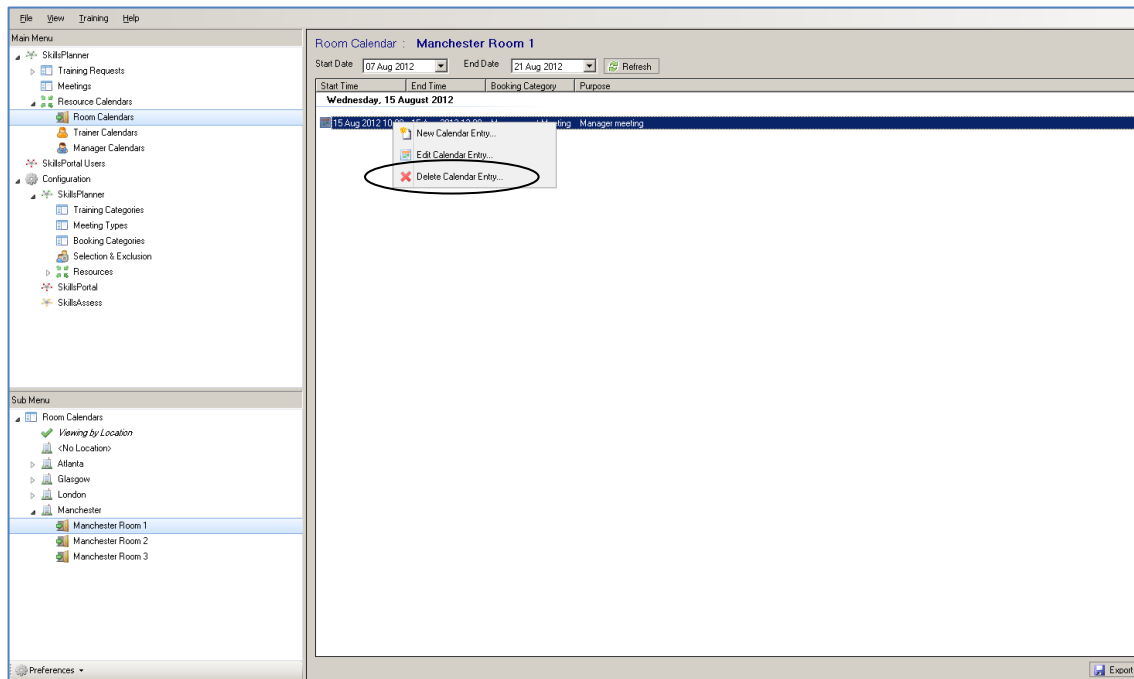 File View Training Help
Main Menu
SkillsPlanner
Training Requests
Meetings
Resource Calendars
Room Calendars
Trainer Calendars
Manager Calendars
SkillsPortal Users
Configuration
SkillsPlanner
Training Categories
Meeting Types
Booking Categories
Selection & Exclusion
Resources
SkillsPortal
SkillsAssess
Sub Menu
Room Calendars
Viewing by Location
<No Location>
Atlanta
Glasgow
London
Manchester
Manchester Room 1
Manchester Room 2
Manchester Room 3
Preferences
Room Calendar : Manchester Room 1
Start Date 07 Aug 2012 End Date 21 Aug 2012 Refresh
Start Time End Time Booking Category Purpose
Wednesday, 15 August 2012
15 Aug 2012 Manager meeting
New Calendar Entry...
Edit Calendar Entry...
Delete Calendar Entry...
Export